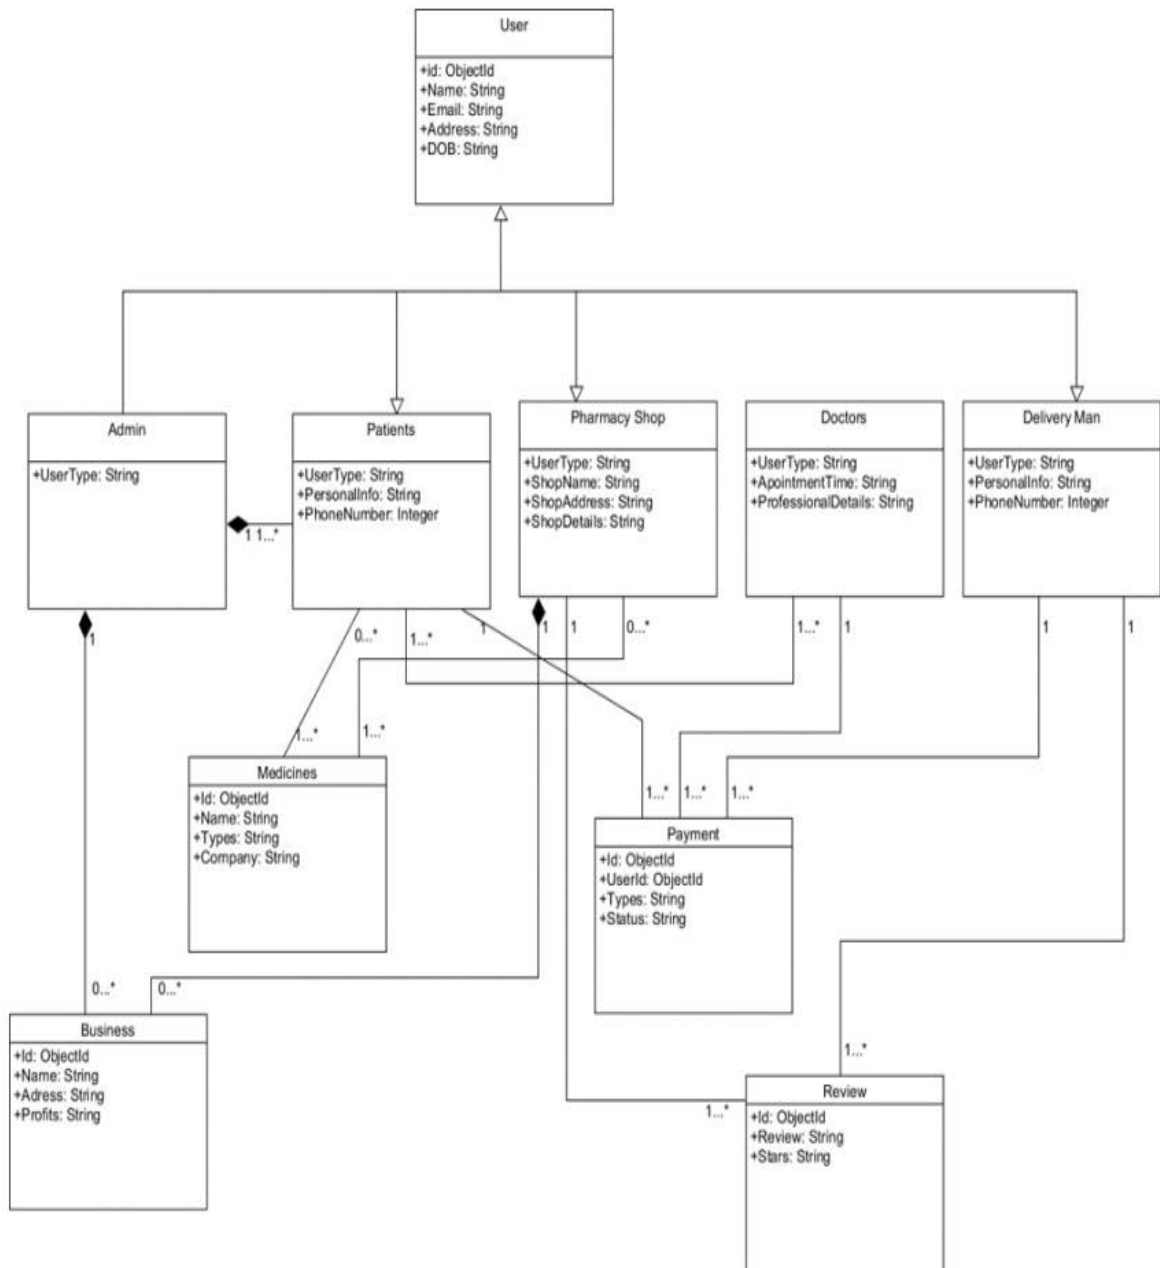 User
+id: ObjectId
+Name: String
+Email: String
+Address: String
+DOB: String
Admin
+UserType: String
Patients
+UserType: String
+PersonalInfo: String
+PhoneNumber: Integer
Pharmacy Shop
+UserType: String
+ShopName: String
+ShopAddress: String
+ShopDetails: String
Doctors
+UserType: String
+ApointmentTime: String
+ProfessionalDetails: String
Delivery Man
+UserType: String
+PersonalInfo: String
+PhoneNumber: Integer
1 1...*
1
0...*
1...*
1
1
1
0...*
1...*
1
1
1
1...*
1...*
Medicines
+Id: ObjectId
+Name: String
+Types: String
+Company: String
1...*
1...*
1...*
Payment
+Id: ObjectId
+UserId: ObjectId
+Types: String
+Status: String
0...*
0...*
Business
+Id: ObjectId
+Name: String
+Adress: String
+Profits: String
1...*
1...*
Review
+Id: ObjectId
+Review: String
+Stars: String